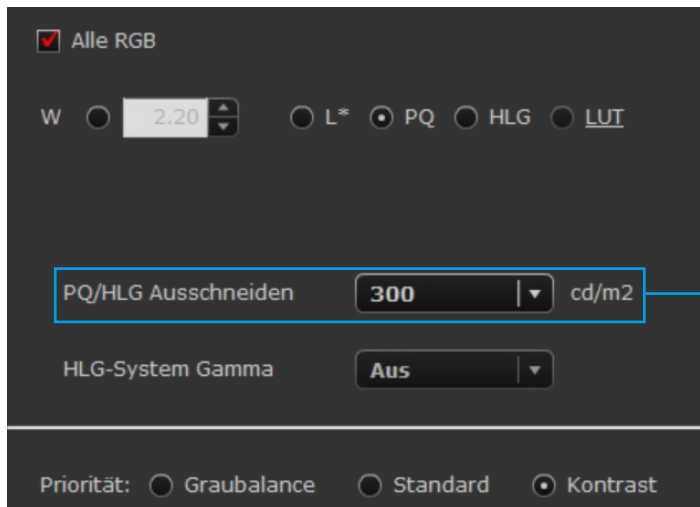 Alle RGB
W 2.20 L* PQ HLG LUT
PQ/HLG Ausschneiden 300 cd/m2
HLG-System Gamma Aus
Priorität: Graubalance Standard Kontrast